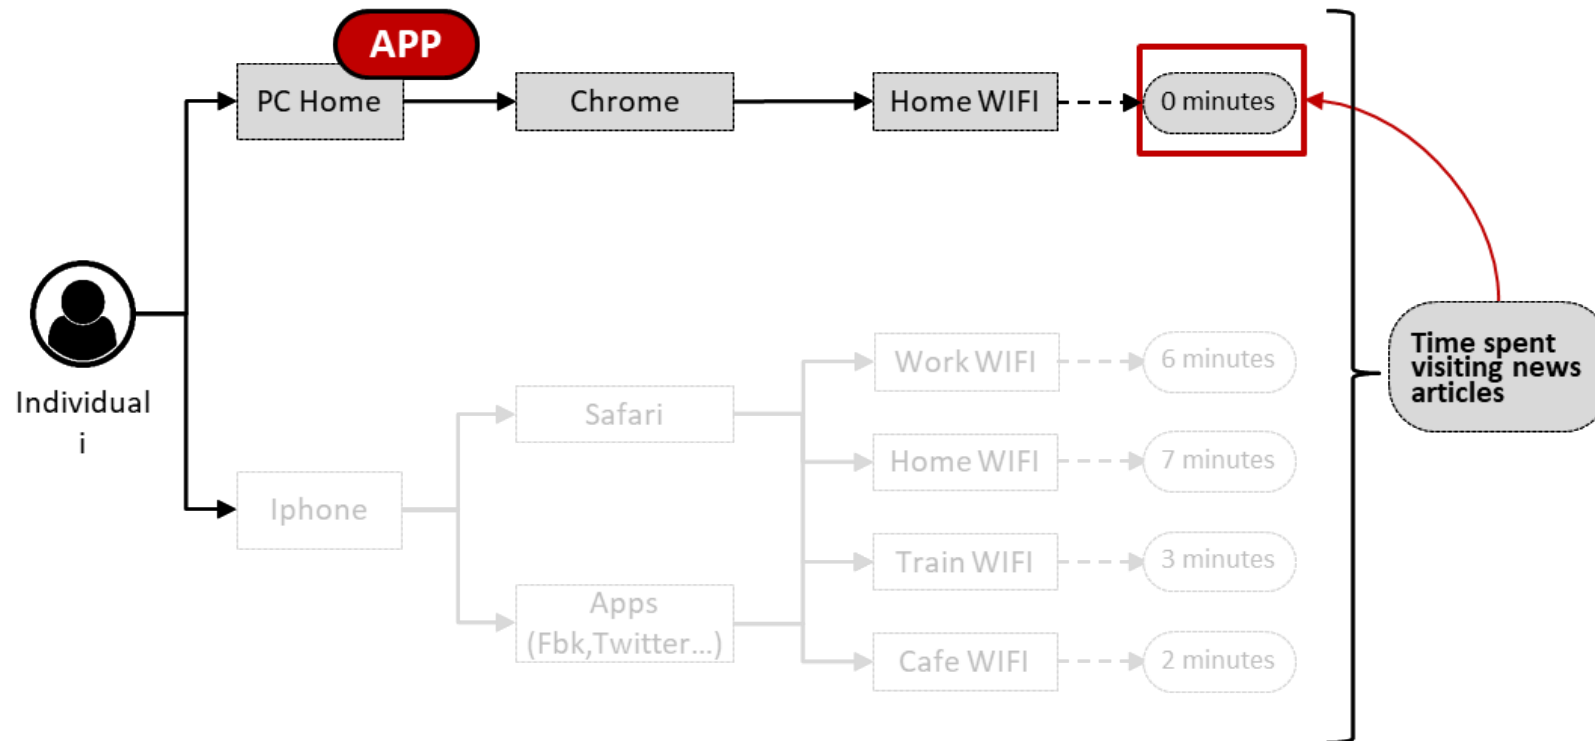 APP
PC Home
Chrome
Home WIFI
0 minutes
Individual
i
Iphone
Safari
Apps
(Fbk,Twitter...)
Work WIFI
6 minutes
Home WIFI
7 minutes
Train WIFI
3 minutes
Cafe WIFI
2 minutes
Time spent
visiting news
articles